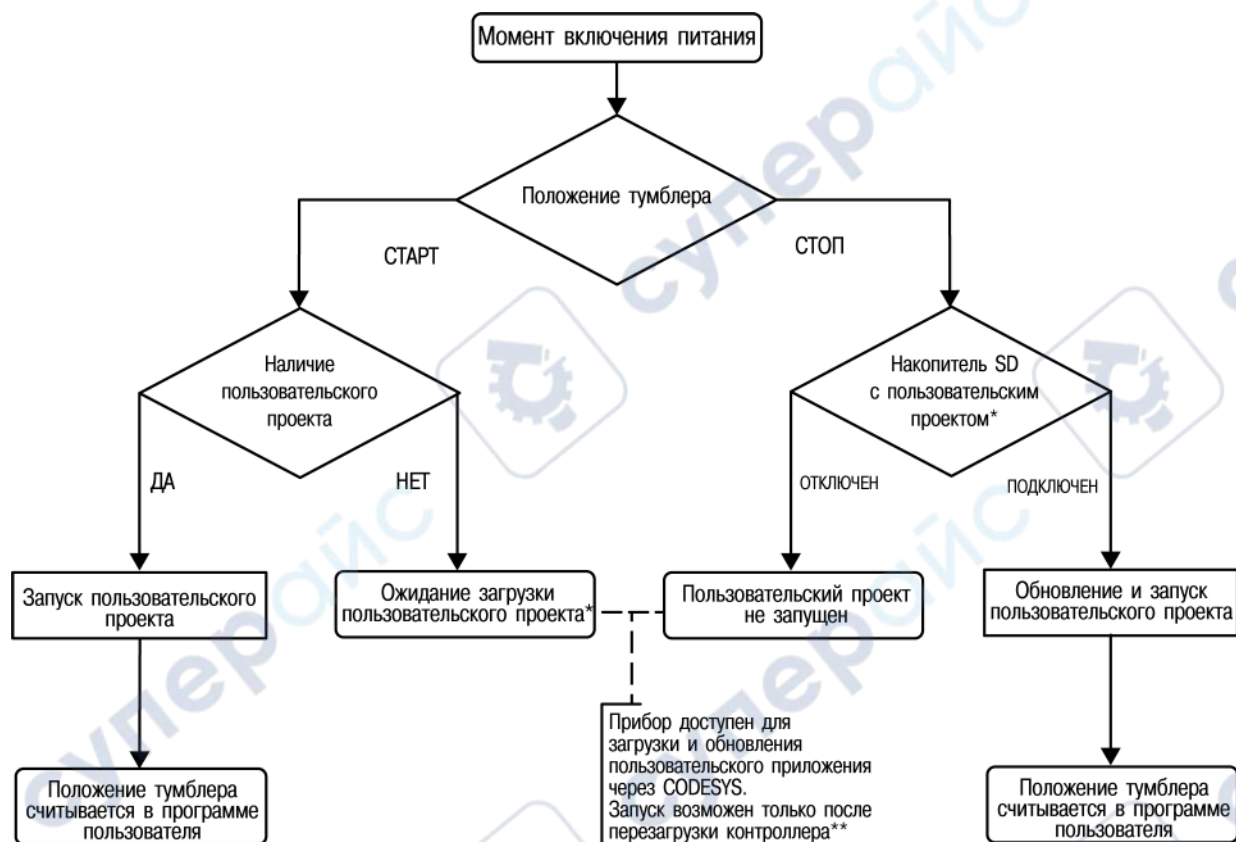 Момент включения питания
Положение тумблера
СТАРТ
СТОП
Наличие
пользовательского
проекта
Накопитель SD
с пользовательским
проектом*
ДА
НЕТ
ОТКЛЮЧЕН
ПОДКЛЮЧЕН
Запуск пользовательского
проекта
Ожидание загрузки
пользовательского проекта*
Пользовательский проект
не запущен
Обновление и запуск
пользовательского проекта
Прибор доступен для
загрузки и обновления
пользовательского приложения
через CODESYS.
Запуск возможен только после
перезагрузки контроллера**
Положение тумблера
считывается в программе
пользователя
Положение тумблера
считывается в программе
пользователя
суперайс
суперайс
суперайс